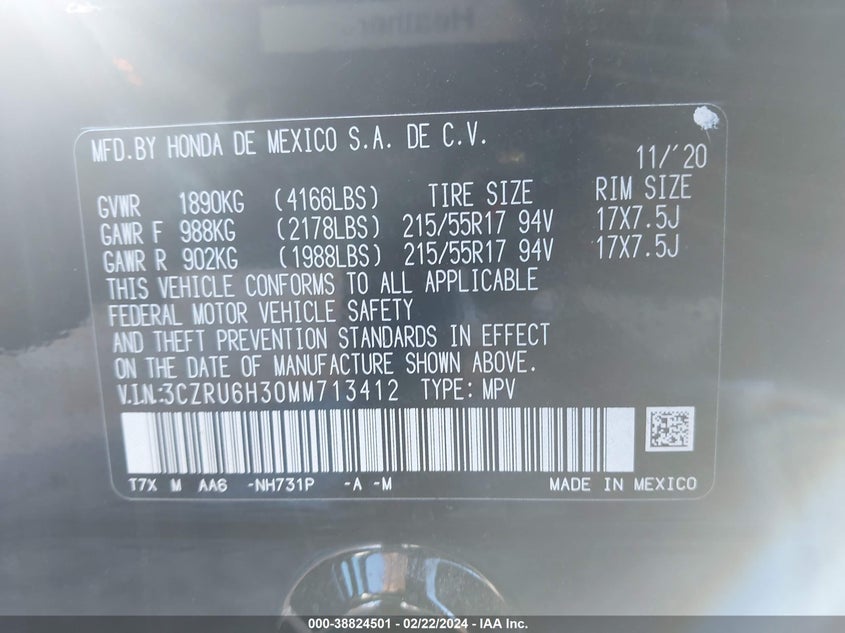 Heather
MFD.BY HONDA DE MEXICO S.A. DE C.V.
11/'20
GVWR 1890KG (4166LBS) TIRE SIZE RIM SIZE
GAWR F 988KG (2178LBS) 215/55R17 94V 17X7.5J
GAWR R 902KG (1988LBS) 215/55R17 94V 17X7.5J
THIS VEHICLE CONFORMS TO ALL APPLICABLE
FEDERAL MOTOR VEHICLE SAFETY
AND THEFT PREVENTION STANDARDS IN EFFECT
ON THE DATE OF MANUFACTURE SHOWN ABOVE.
V.I.N:3CZRU6H30MM713412 TYPE: MPV
T7X M AA6 -NH731P -A -M MADE IN MEXICO
000-38824501 - 02/22/2024 - IAA Inc.